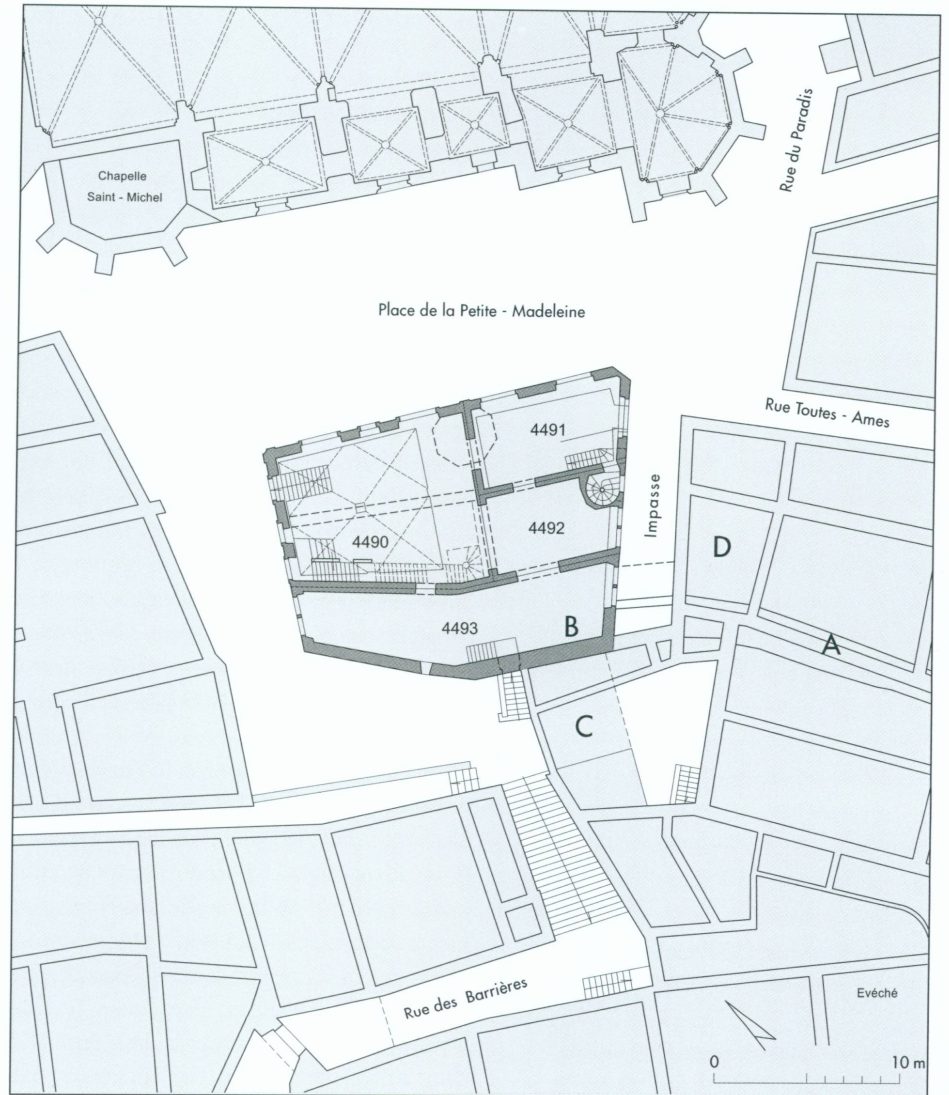 Rue du Paradis
Chapelle
Saint - Michel
Place de la Petite - Madeleine
Rue Toutes - Ames
4491
Impasse
4492
4490
D
4493
B
A
C
Evéché
Rue des Barrières
0
10 m